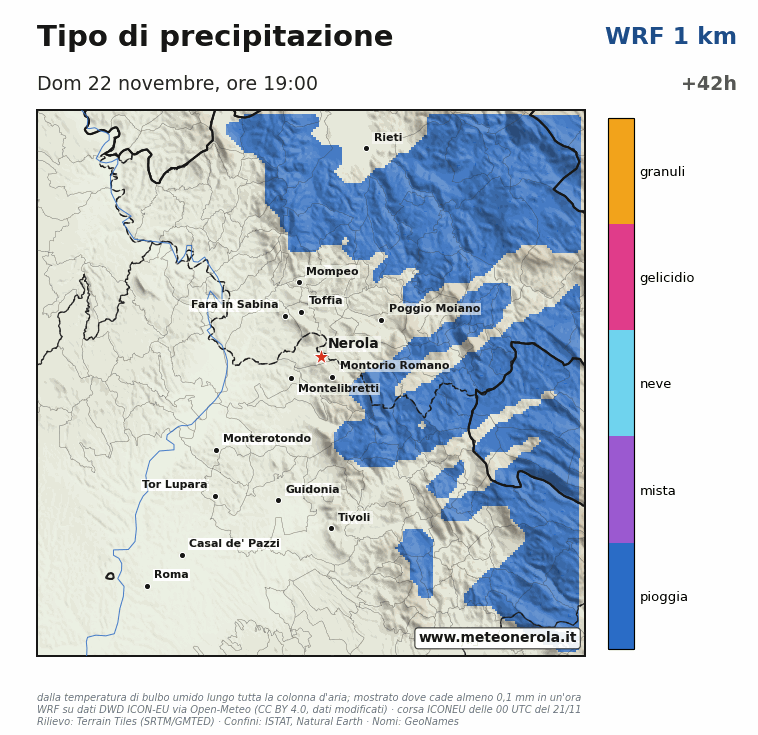 Tipo di precipitazione
WRF 1 km
Dom 22 novembre, ore 19:00
+42h
Rieti
Mompeo
Fara in Sabina
Toffia
Poggio Moiano
Nerola
Montorio Romano
Montelibretti
Monterotondo
Tor Lupara
Guidonia
Tivoli
Casal de' Pazzi
Roma
www.meteonerola.it
granuli
gelicidio
neve
mista
pioggia
dalla temperatura di bulbo umido lungo tutta la colonna d'aria; mostrato dove cade almeno 0,1 mm in un'ora
WRF su dati DWD ICON-EU via Open-Meteo (CC BY 4.0, dati modificati) · corsa ICONEU delle 00 UTC del 21/11
Rilievo: Terrain Tiles (SRTM/GMTED) · Confini: ISTAT, Natural Earth · Nomi: GeoNames